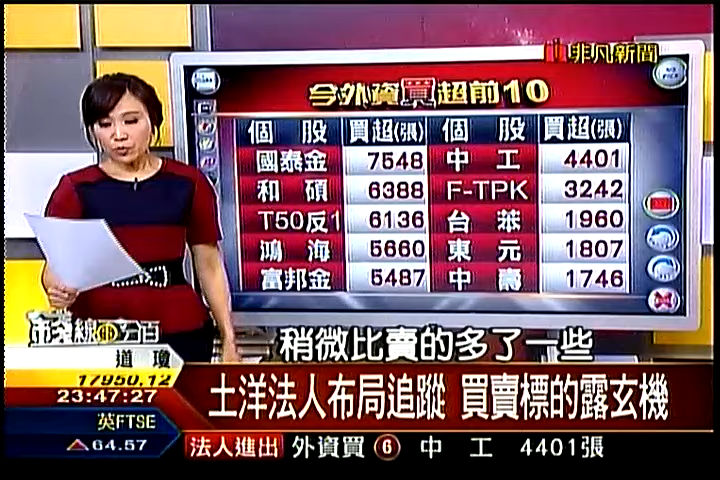 非凡新聞
今外資買超前10
個股 買超(張) 個股 買超(張)
國泰金 7548 中工 4401
和碩 6388 F-TPK 3242
T50反1 6136 台苯 1960
鴻海 5660 東元 1807
富邦金 5487 中壽 1746
稍微比賣的多了一些
道瓊
17950.12
23:47:27
土洋法人布局追蹤 買賣標的露玄機
英FTSE
64.57
法人進出 外資買 6 中工 4401張